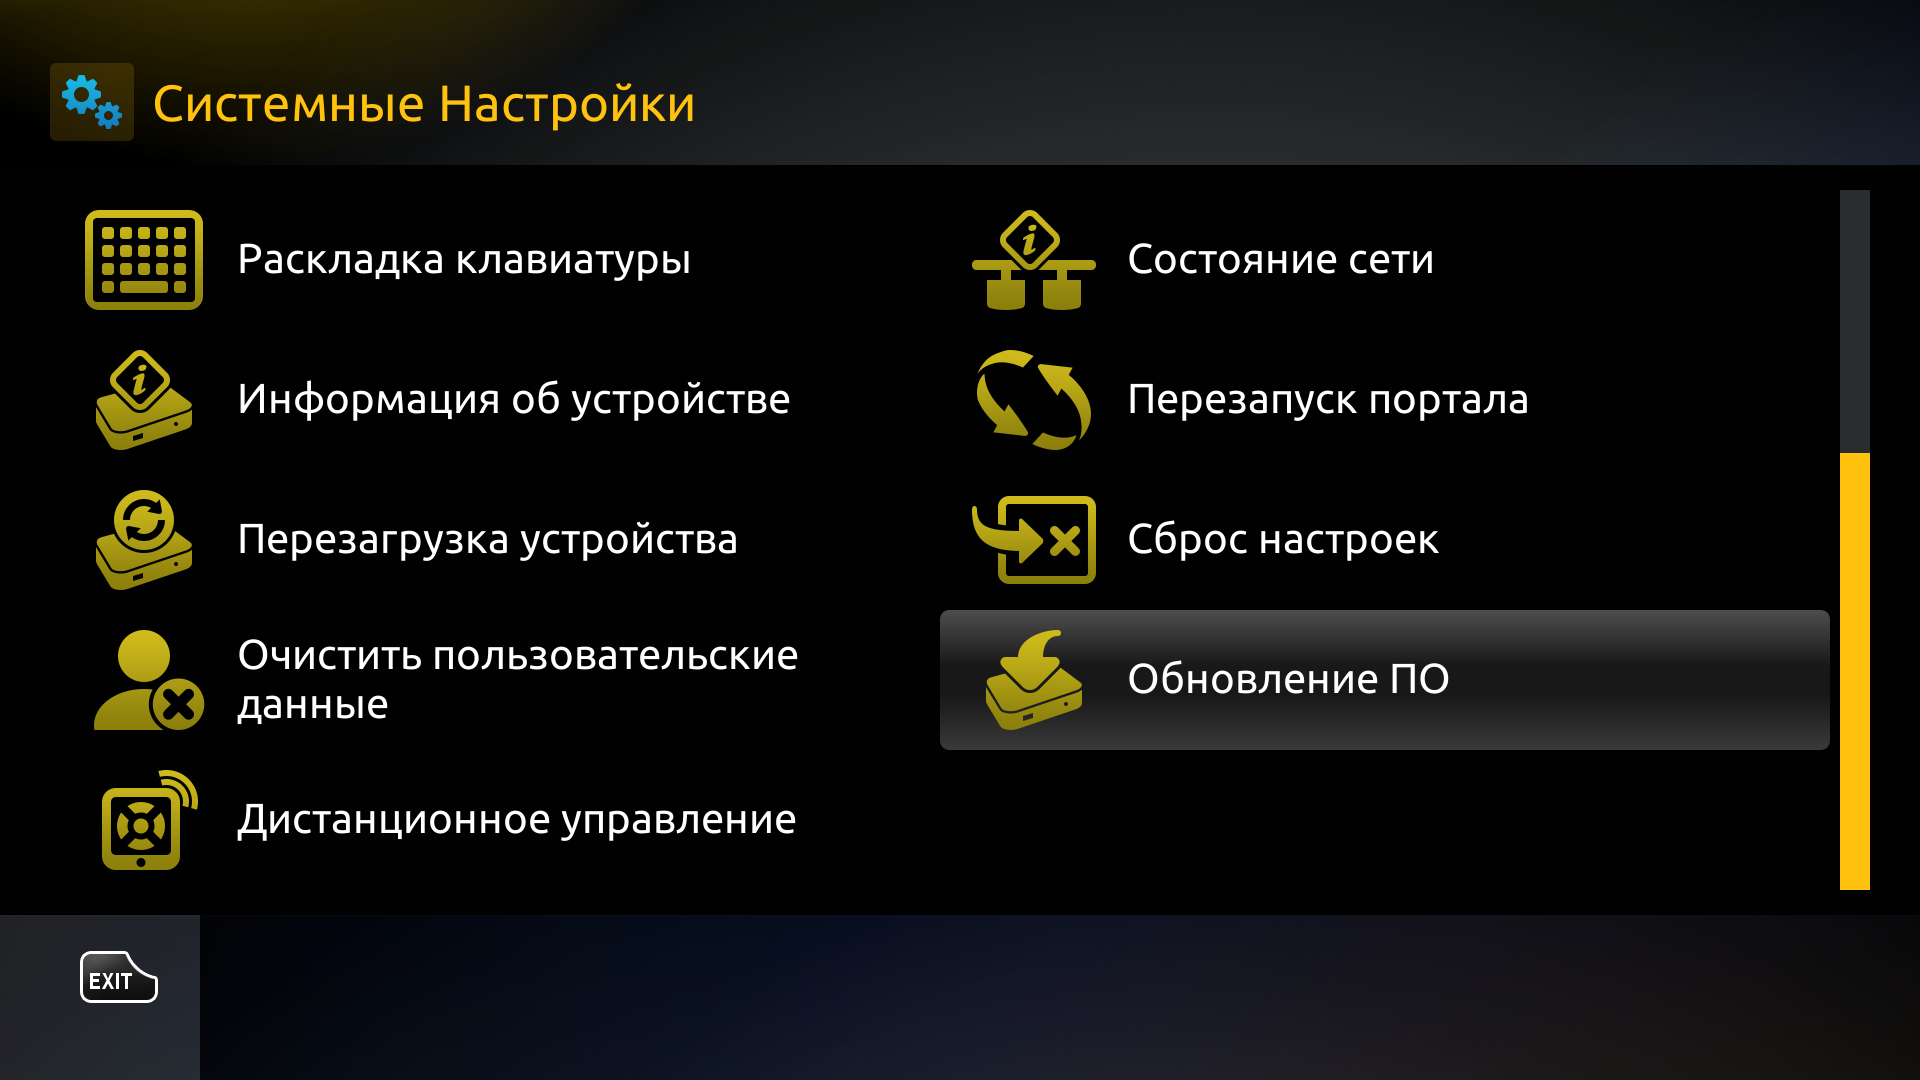 Системные Настройки
Раскладка клавиатуры
Состояние сети
Информация об устройстве
Перезапуск портала
Перезагрузка устройства
Сброс настроек
Очистить пользовательские
данные
Обновление ПО
Дистанционное управление
EXIT